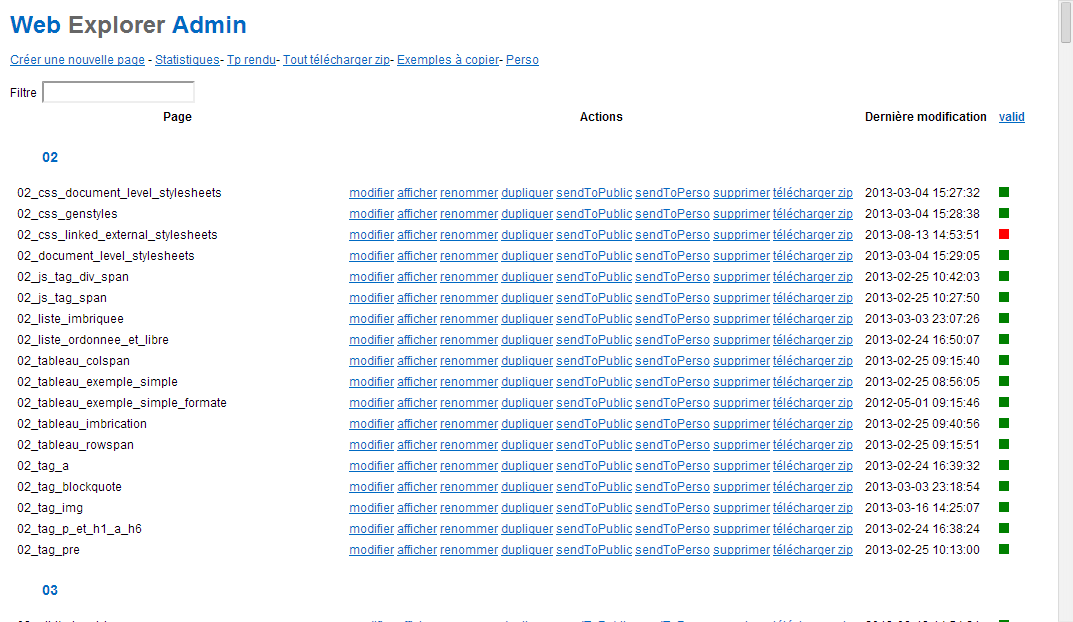 Web Explorer Admin
Créer une nouvelle page - Statistiques- Tp rendu- Tout télécharger zip- Exemples à copier- Perso
Filtre
Page Actions Dernière modification valid
02
02_css_document_level_stylesheets modifier afficher renommer dupliquer sendToPublic sendToPerso supprimer télécharger zip 2013-03-04 15:27:32
02_css_genstyles modifier afficher renommer dupliquer sendToPublic sendToPerso supprimer télécharger zip 2013-03-04 15:28:38
02_css_linked_external_stylesheets modifier afficher renommer dupliquer sendToPublic sendToPerso supprimer télécharger zip 2013-08-13 14:53:51
02_document_level_stylesheets modifier afficher renommer dupliquer sendToPublic sendToPerso supprimer télécharger zip 2013-03-04 15:29:05
02_js_tag_div_span modifier afficher renommer dupliquer sendToPublic sendToPerso supprimer télécharger zip 2013-02-25 10:42:03
02_js_tag_span modifier afficher renommer dupliquer sendToPublic sendToPerso supprimer télécharger zip 2013-02-25 10:27:50
02_liste_imbriquee modifier afficher renommer dupliquer sendToPublic sendToPerso supprimer télécharger zip 2013-03-03 23:07:26
02_liste_ordonnee_et_libre modifier afficher renommer dupliquer sendToPublic sendToPerso supprimer télécharger zip 2013-02-24 16:50:07
02_tableau_colspan modifier afficher renommer dupliquer sendToPublic sendToPerso supprimer télécharger zip 2013-02-25 09:15:40
02_tableau_exemple_simple modifier afficher renommer dupliquer sendToPublic sendToPerso supprimer télécharger zip 2013-02-25 08:56:05
02_tableau_exemple_simple_formate modifier afficher renommer dupliquer sendToPublic sendToPerso supprimer télécharger zip 2012-05-01 09:15:46
02_tableau_imbrication modifier afficher renommer dupliquer sendToPublic sendToPerso supprimer télécharger zip 2013-02-25 09:40:56
02_tableau_rowspan modifier afficher renommer dupliquer sendToPublic sendToPerso supprimer télécharger zip 2013-02-25 09:15:51
02_tag_a modifier afficher renommer dupliquer sendToPublic sendToPerso supprimer télécharger zip 2013-02-24 16:39:32
02_tag_blockquote modifier afficher renommer dupliquer sendToPublic sendToPerso supprimer télécharger zip 2013-03-03 23:18:54
02_tag_img modifier afficher renommer dupliquer sendToPublic sendToPerso supprimer télécharger zip 2013-03-16 14:25:07
02_tag_p_et_h1_a_h6 modifier afficher renommer dupliquer sendToPublic sendToPerso supprimer télécharger zip 2013-02-24 16:38:24
02_tag_pre modifier afficher renommer dupliquer sendToPublic sendToPerso supprimer télécharger zip 2013-02-25 10:13:00
03